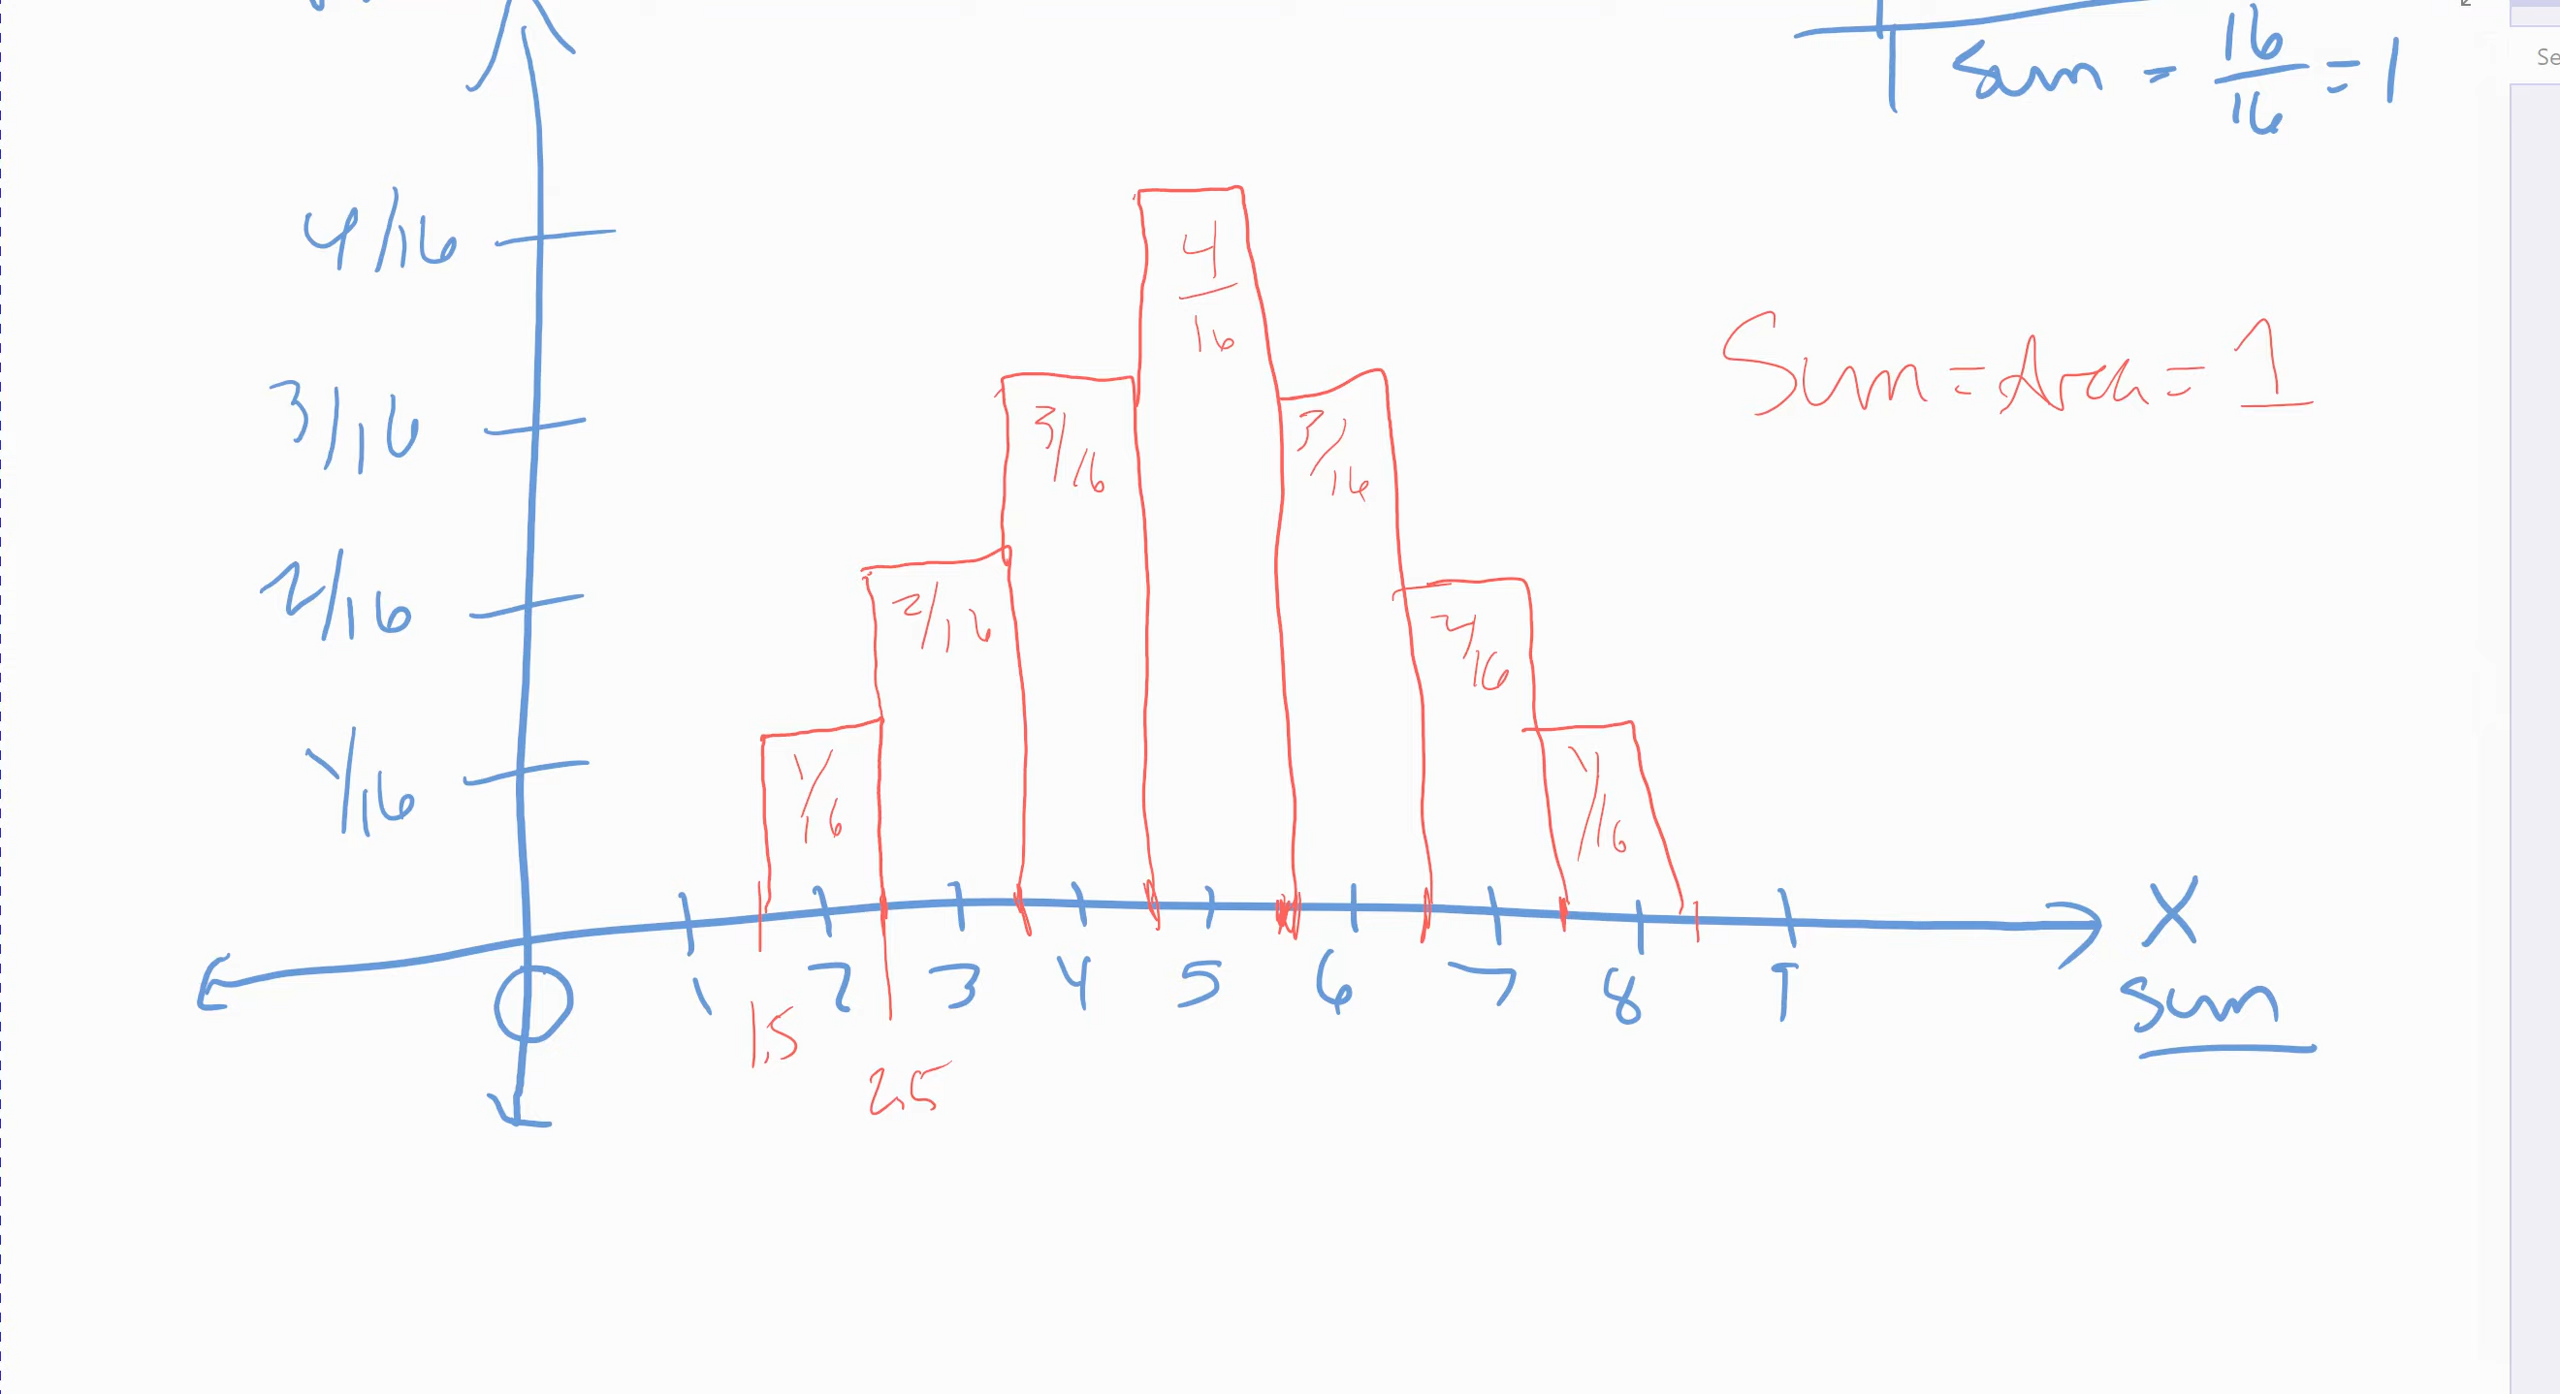 Sum = 16/16 = 1
Se
4/16
4/16
Sum = Area = 1
3/16
3/16
3/16
2/16
2/16
2/16
1/16
1/16
1/16
X
0 1 2 3 4 5 6 7 8 9
sum
1.5
2.5